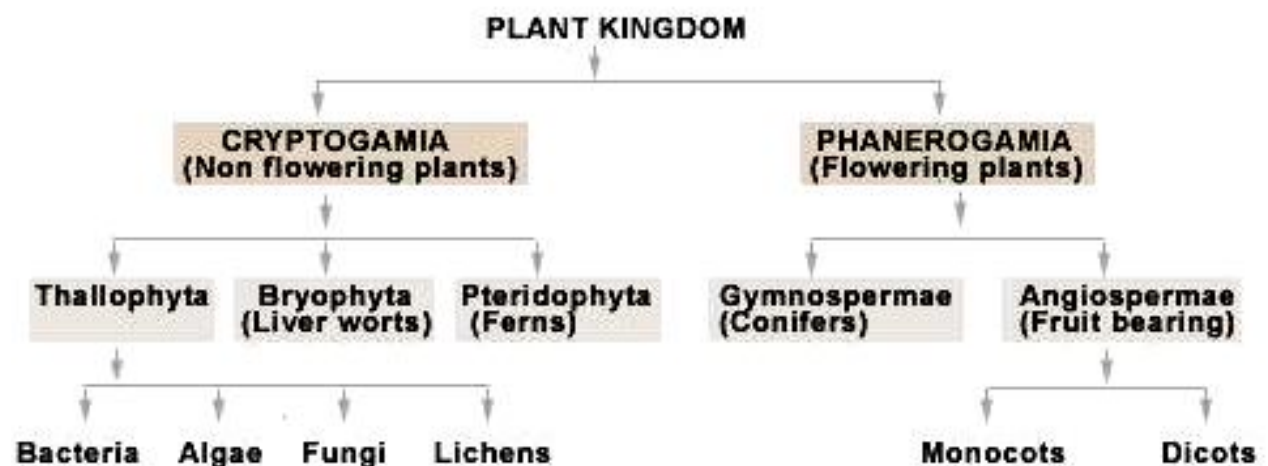 PLANT KINGDOM
CRYPTOGAMIA
(Non flowering plants)
PHANEROGAMIA
(Flowering plants)
Thallophyta
Bryophyta
(Liver worts)
Pteridophyta
(Ferns)
Gymnospermae
(Conifers)
Angiospermae
(Fruit bearing)
Bacteria
Algae
Fungi
Lichens
Monocots
Dicots